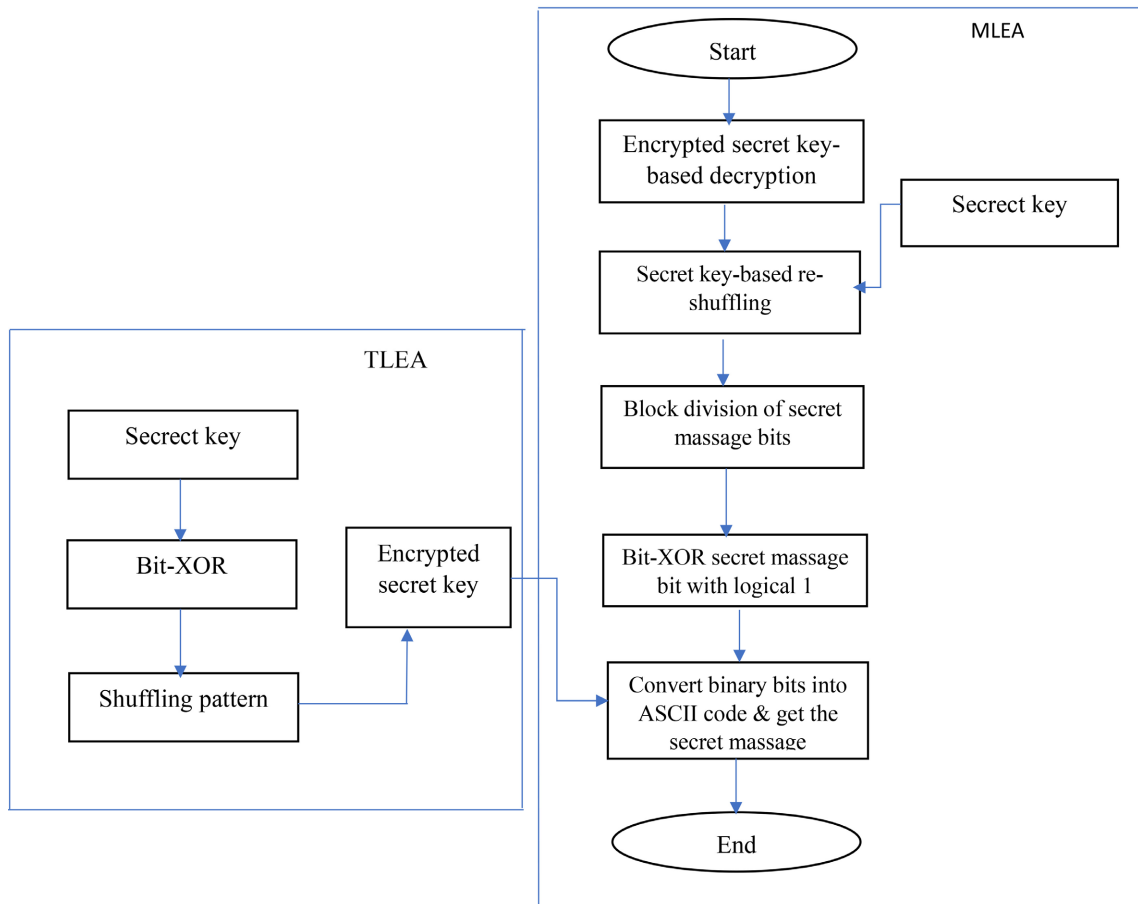 MLEA
Start
Encrypted secret key-
based decryption
Secrect key
Secret key-based re-
shuffling
TLEA
Block division of secret
massage bits
Secrect key
Bit-XOR
Encrypted
secret key
Bit-XOR secret massage
bit with logical 1
Shuffling pattern
Convert binary bits into
ASCII code & get the
secret massage
End